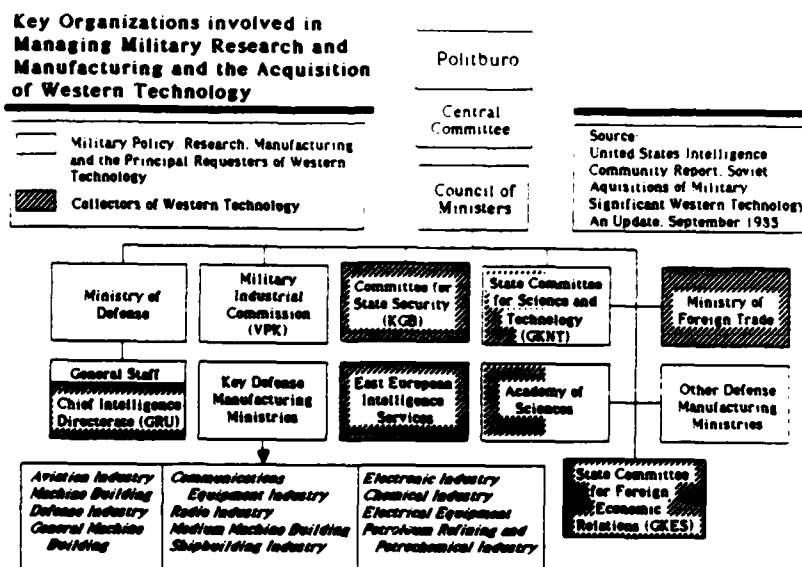 Key Organizations involved in
Managing Military Research and
Manufacturing and the Acquisition
of Western Technology
Military Policy, Research, Manufacturing
and the Principal Requesters of Western
Technology
Collectors of Western Technology
Politburo
Central
Committee
Council of
Ministers
Source:
United States Intelligence
Community Report, Soviet
Aquisitions of Military
Significant Western Technology
An Update, September 1985
Ministry of
Defense
Military
Industrial
Commission
(VPK)
Committee for
State Security
(KGB)
State Committee
for Science and
Technology
(GKNT)
Ministry of
Foreign Trade
General Staff
Chief Intelligence
Directorate (GRU)
Key Defense
Manufacturing
Ministries
East European
Intelligence
Services
Academy of
Sciences
Other Defense
Manufacturing
Ministries
Aviation Industry
Machine Building
Defense Industry
General Machine
Building
Communications
Equipment Industry
Radio Industry
Medium Machine Building
Shipbuilding Industry
Electronic Industry
Chemical Industry
Electrical Equipment
Petroleum Refining and
Petrochemical Industry
State Committee
for Foreign
Economic
Relations (GKES)